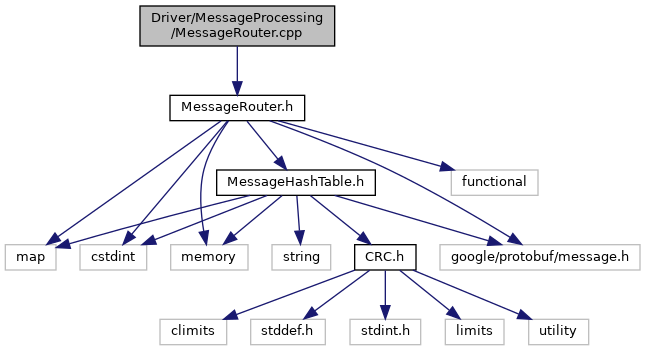 Driver/MessageProcessing
/MessageRouter.cpp
MessageRouter.h
MessageHashTable.h
functional
map
cstdint
memory
string
CRC.h
google/protobuf/message.h
climits
stddef.h
stdint.h
limits
utility